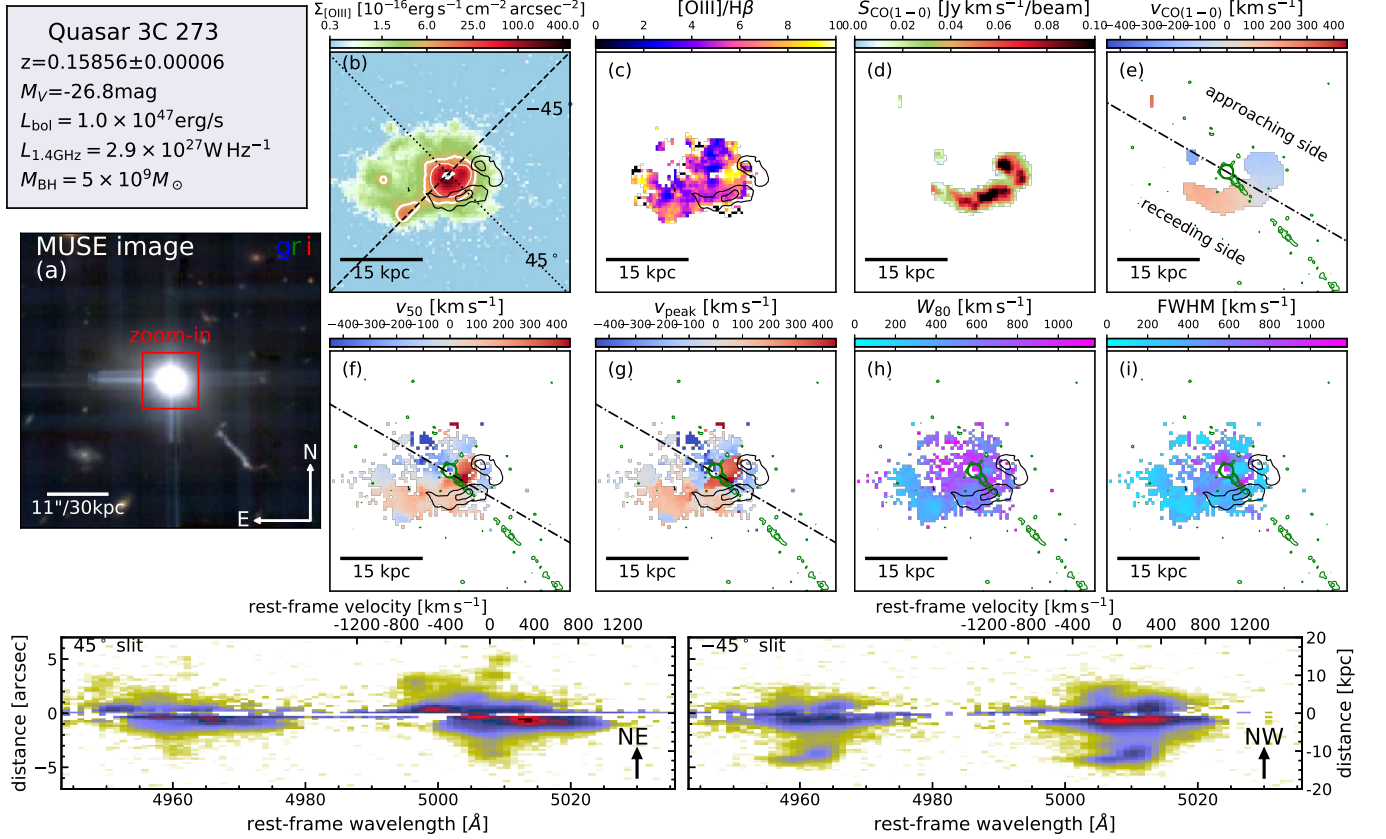 Quasar 3C 273
z=0.15856±0.00006
M_V=-26.8mag
L_bol = 1.0 × 10^47 erg/s
L_1.4GHz = 2.9 × 10^27 W Hz^−1
M_BH = 5 × 10^9 M_⊙
MUSE image
(a)
gri
zoom-in
11"/30kpc
N
E
Σ_[OIII] [10^−16 erg s^−1 cm^−2 arcsec^−2]
0.3 1.5 6.0 25.0 100.0 400.0
(b)
−45°
45°
15 kpc
[OIII]/Hβ
0 2 4 6 8 10
(c)
15 kpc
S_CO(1−0) [Jy km s^−1/beam]
0.00 0.02 0.04 0.06 0.08 0.10
(d)
15 kpc
v_CO(1−0) [km s^−1]
−400−300−200−100 0 100 200 300 400
(e)
approaching side
receeding side
15 kpc
v_50 [km s^−1]
−400−300−200−100 0 100 200 300 400
(f)
15 kpc
v_peak [km s^−1]
−400−300−200−100 0 100 200 300 400
(g)
15 kpc
W_80 [km s^−1]
0 200 400 600 800 1000
(h)
15 kpc
FWHM [km s^−1]
0 200 400 600 800 1000
(i)
15 kpc
rest-frame velocity [km s^−1]
-1200 -800 -400 0 400 800 1200
45° slit
distance [arcsec]
5
0
−5
NE
4960 4980 5000 5020
rest-frame wavelength [Å]
rest-frame velocity [km s^−1]
-1200 -800 -400 0 400 800 1200
−45° slit
20
10
0
-10
-20
distance [kpc]
NW
4960 4980 5000 5020
rest-frame wavelength [Å]